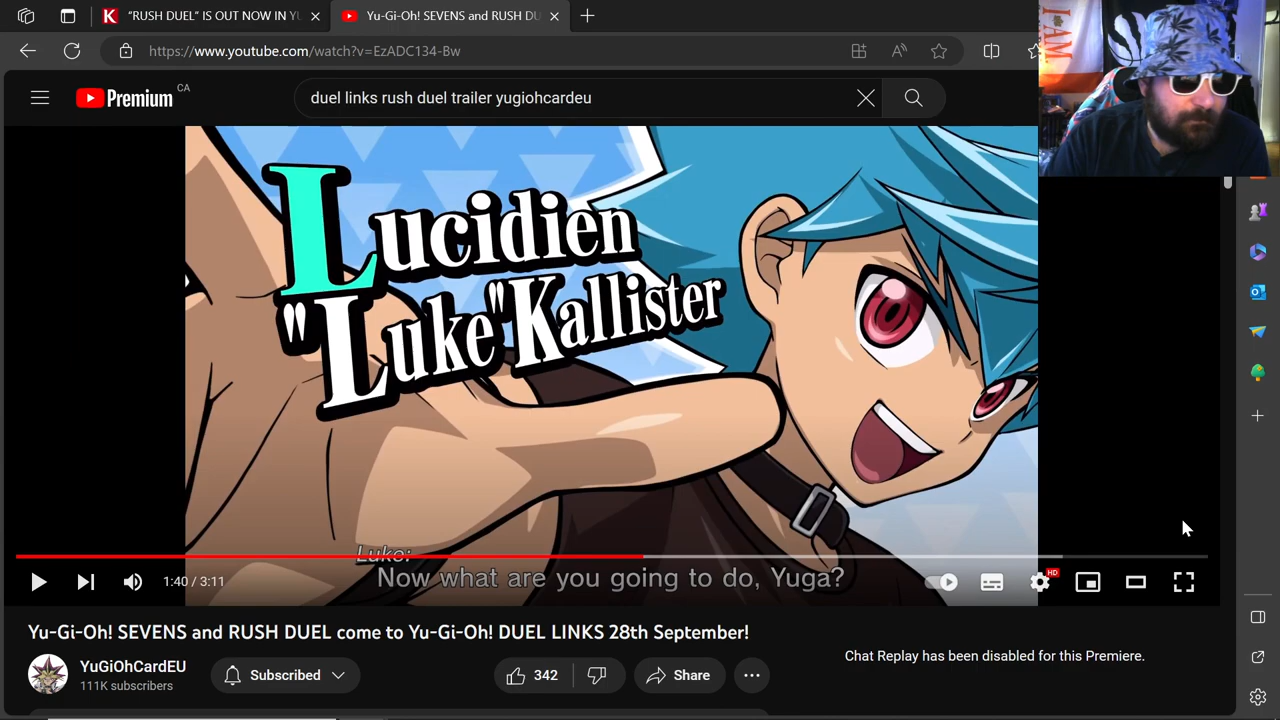 "RUSH DUEL" IS OUT NOW IN YU
Yu-Gi-Oh! SEVENS and RUSH DU
https://www.youtube.com/watch?v=EzADC134-Bw
Premium CA
duel links rush duel trailer yugiohcardeu
I AM
Lucidien
"Luke" Kallister
Luke:
Now what are you going to do, Yuga?
1:40 / 3:11
HD
Yu-Gi-Oh! SEVENS and RUSH DUEL come to Yu-Gi-Oh! DUEL LINKS 28th September!
YuGiOhCardEU
111K subscribers
Subscribed
342
Share
Chat Replay has been disabled for this Premiere.